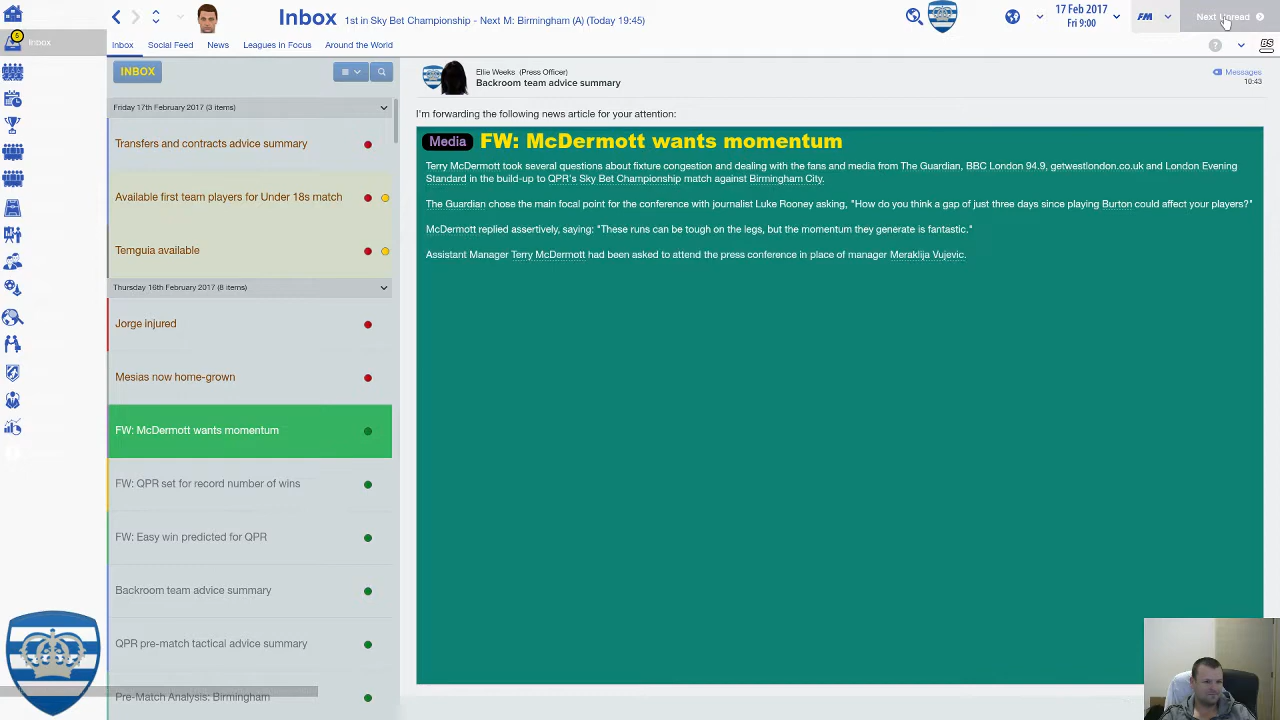 Inbox
1st in Sky Bet Championship - Next M: Birmingham (A) (Today 19:45)
17 Feb 2017
Fri 9:00
FM
Next Unread
5
Inbox
Inbox
Social Feed
News
Leagues in Focus
Around the World
?
INBOX
Friday 17th February 2017 (3 items)
Transfers and contracts advice summary
Available first team players for Under 18s match
Temguia available
Thursday 16th February 2017 (8 items)
Jorge injured
Mesias now home-grown
FW: McDermott wants momentum
FW: QPR set for record number of wins
FW: Easy win predicted for QPR
Backroom team advice summary
QPR pre-match tactical advice summary
Pre-Match Analysis: Birmingham
Ellie Weeks (Press Officer)
Backroom team advice summary
Messages
10:43
I'm forwarding the following news article for your attention:
Media
FW: McDermott wants momentum
Terry McDermott took several questions about fixture congestion and dealing with the fans and media from The Guardian, BBC London 94.9, getwestlondon.co.uk and London Evening
Standard in the build-up to QPR's Sky Bet Championship match against Birmingham City.
The Guardian chose the main focal point for the conference with journalist Luke Rooney asking, "How do you think a gap of just three days since playing Burton could affect your players?"
McDermott replied assertively, saying: "These runs can be tough on the legs, but the momentum they generate is fantastic."
Assistant Manager Terry McDermott had been asked to attend the press conference in place of manager Meraklija Vujevic.